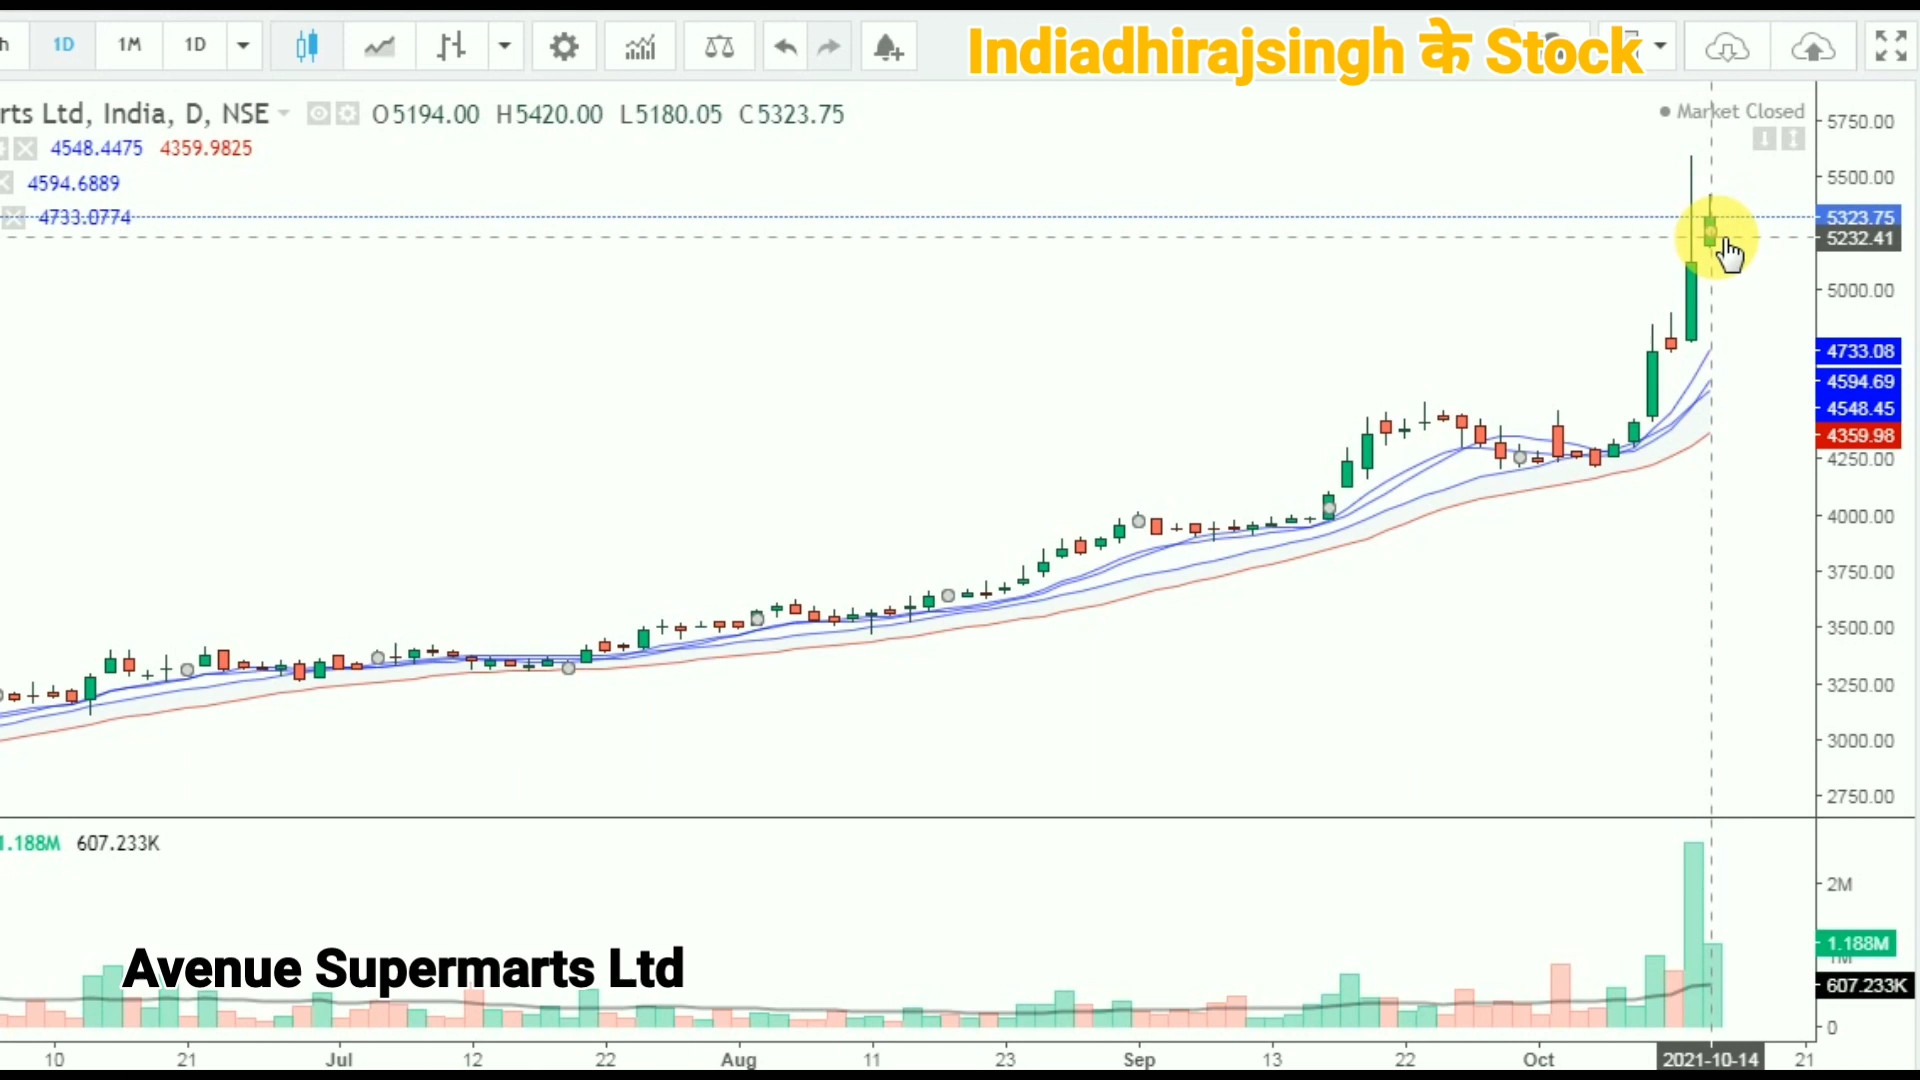 h 1D 1M 1D
Indiadhirajsingh के Stock
rts Ltd, India, D, NSE O5194.00 H5420.00 L5180.05 C5323.75
Market Closed
4548.4475 4359.9825
4594.6889
4733.0774
5750.00
5500.00
5323.75
5232.41
5000.00
4733.08
4594.69
4548.45
4359.98
4250.00
4000.00
3750.00
3500.00
3250.00
3000.00
2750.00
1.188M 607.233K
2M
1.188M
1M
607.233K
0
Avenue Supermarts Ltd
10 21 Jul 12 22 Aug 11 23 Sep 13 22 Oct 2021-10-14 21